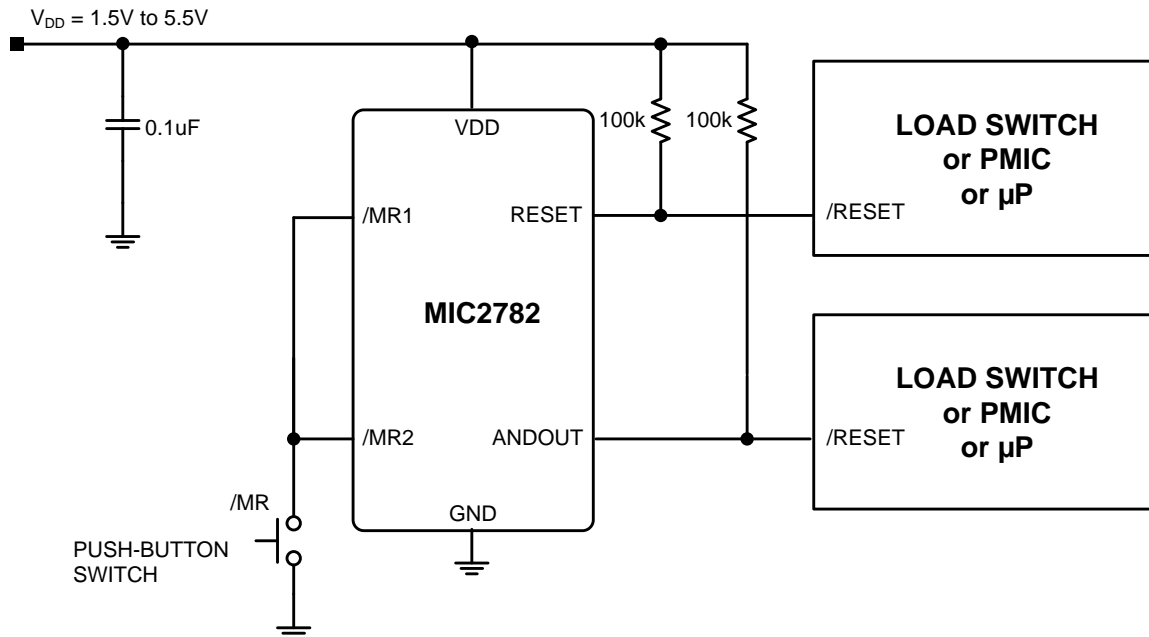 V_DD = 1.5V to 5.5V
0.1uF
VDD
100k
100k
/MR1
RESET
MIC2782
/MR2
ANDOUT
GND
/MR
PUSH-BUTTON
SWITCH
LOAD SWITCH
or PMIC
or µP
/RESET
LOAD SWITCH
or PMIC
or µP
/RESET